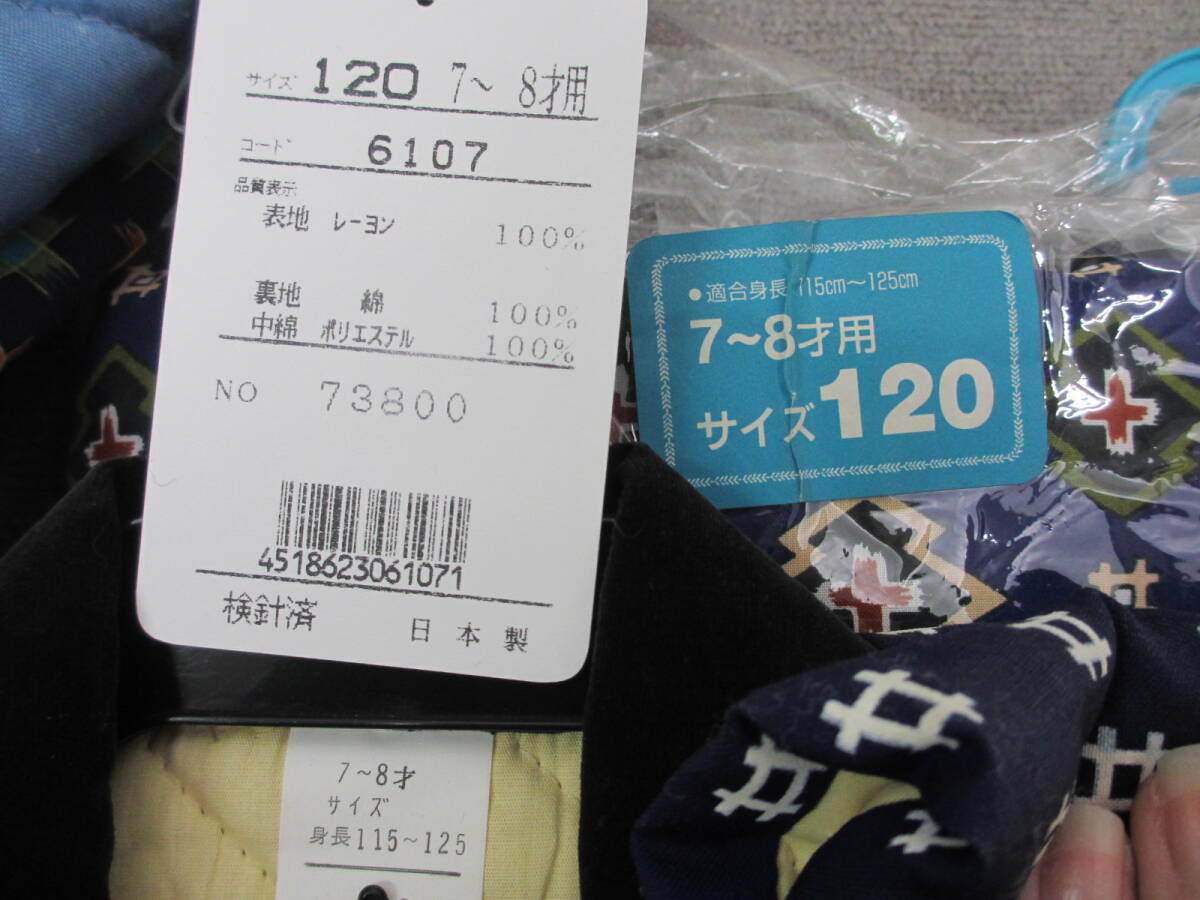 サイズ 120 7～ 8才用
コード 6107
品質表示
表地 レーヨン 100%
裏地 綿 100%
中綿 ポリエステル 100%
NO 73800
4518623061071
検針済 日本製
●適合身長 115cm～125cm
7～8才用
サイズ120
7～8才
サイズ
身長115～125